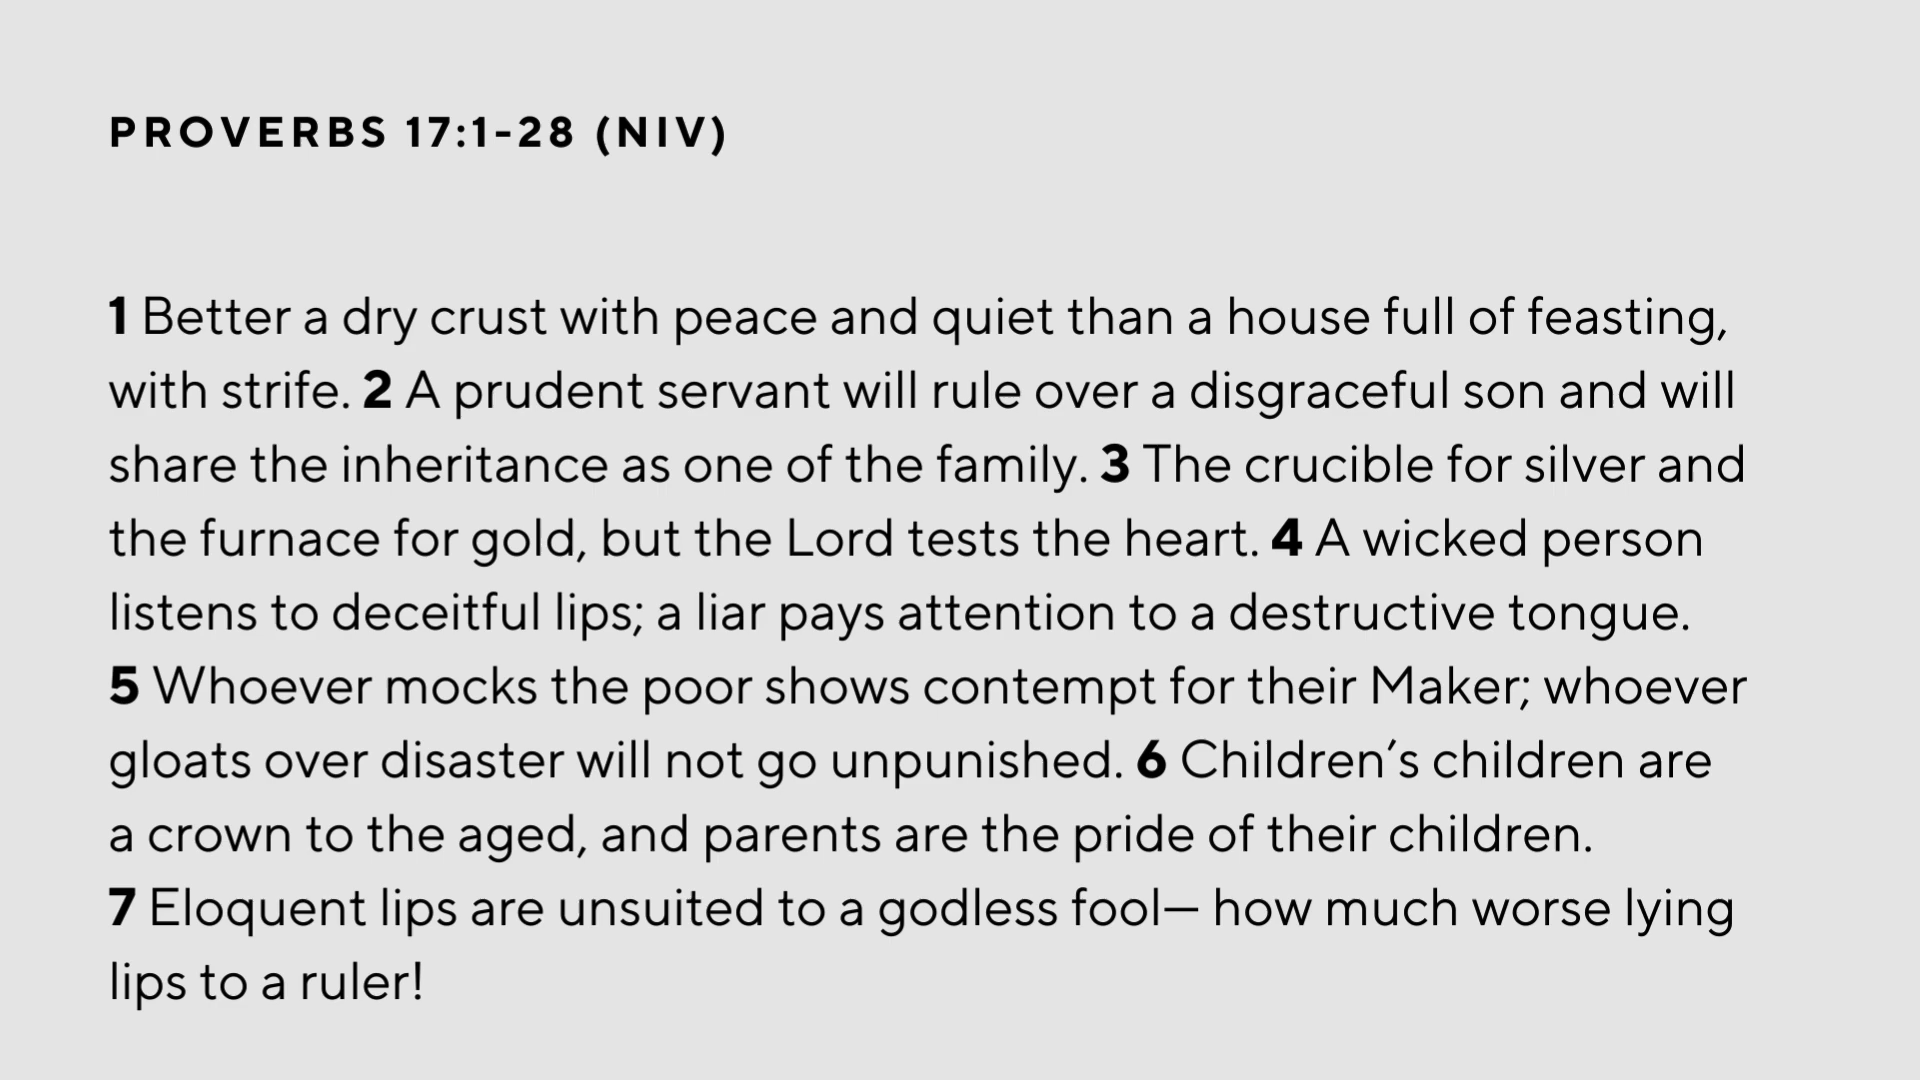 PROVERBS 17:1-28 (NIV)
1 Better a dry crust with peace and quiet than a house full of feasting,
with strife. 2 A prudent servant will rule over a disgraceful son and will
share the inheritance as one of the family. 3 The crucible for silver and
the furnace for gold, but the Lord tests the heart. 4 A wicked person
listens to deceitful lips; a liar pays attention to a destructive tongue.
5 Whoever mocks the poor shows contempt for their Maker; whoever
gloats over disaster will not go unpunished. 6 Children’s children are
a crown to the aged, and parents are the pride of their children.
7 Eloquent lips are unsuited to a godless fool— how much worse lying
lips to a ruler!